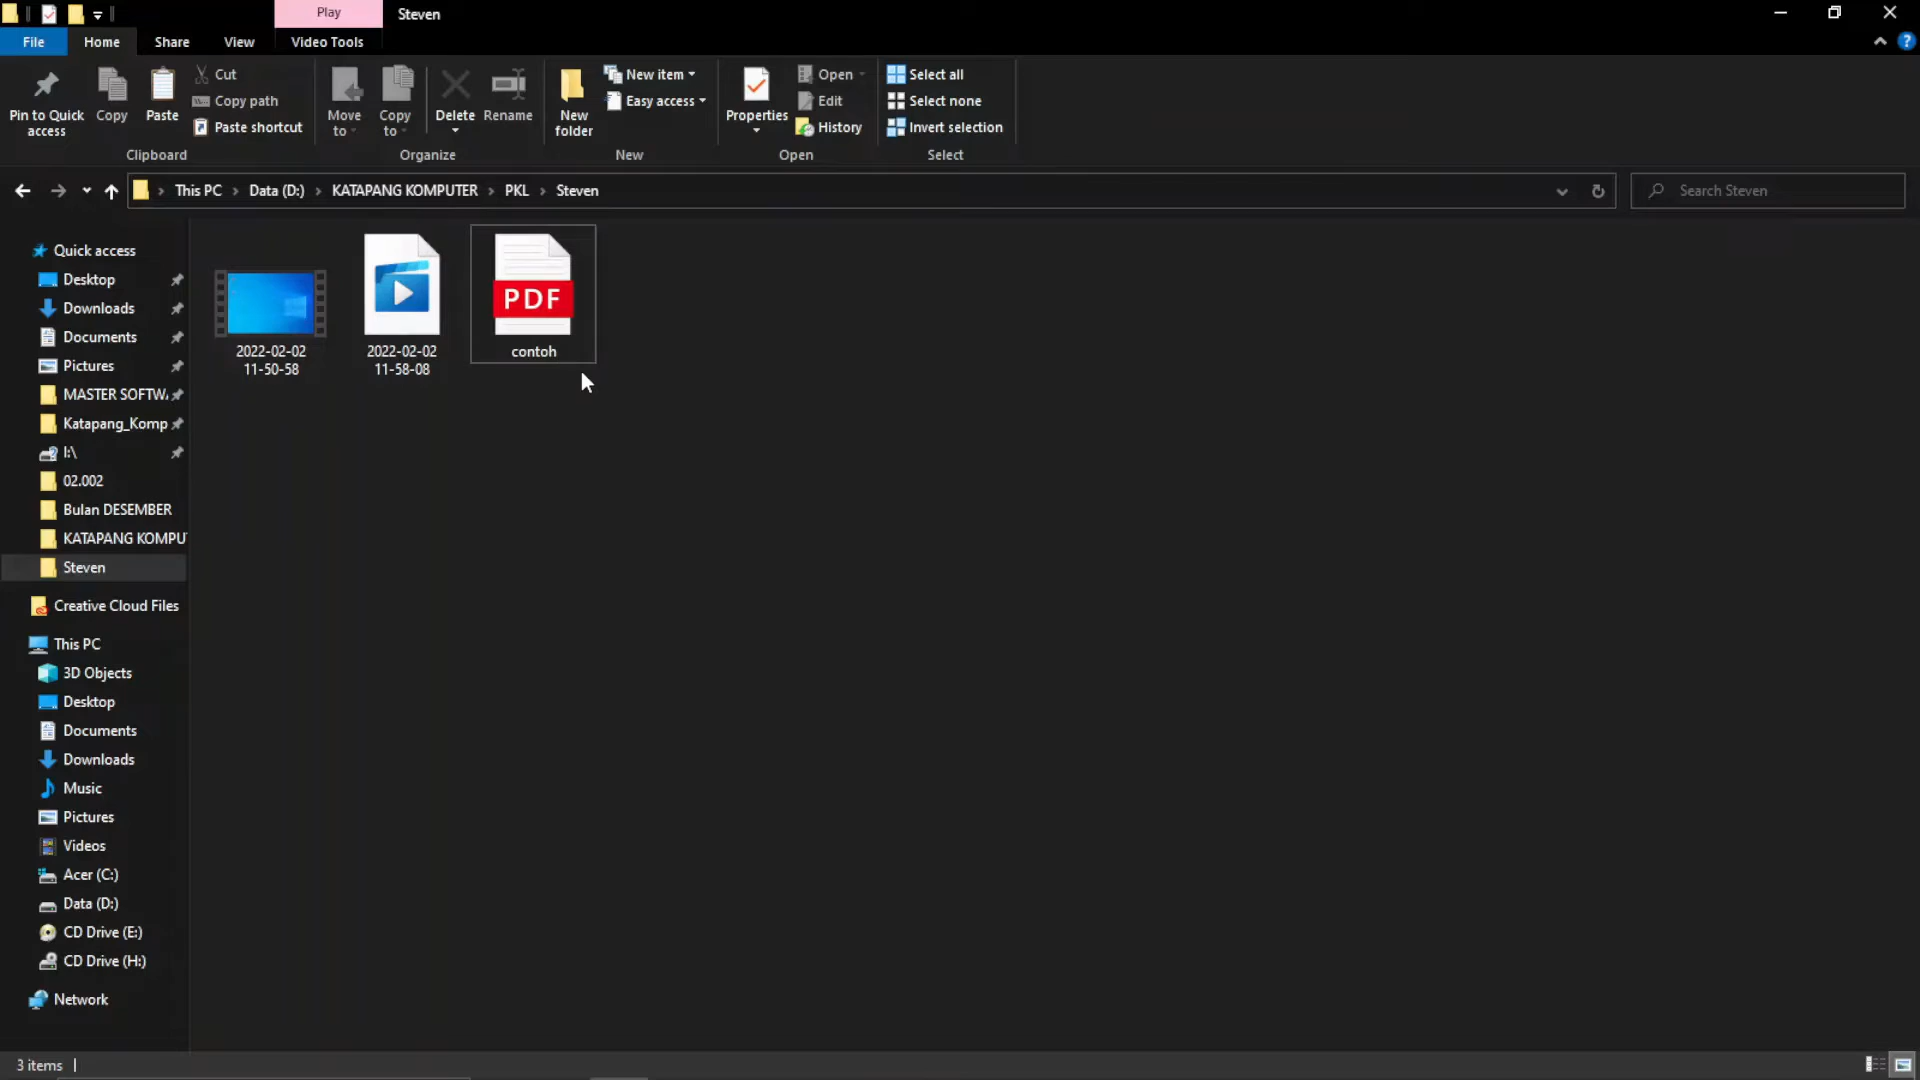 Play
Steven
File
Home
Share
View
Video Tools
Pin to Quick access
Copy
Paste
Cut
Copy path
Paste shortcut
Clipboard
Move to
Copy to
Delete
Rename
Organize
New folder
New item
Easy access
New
Properties
Open
Edit
History
Open
Select all
Select none
Invert selection
Select
This PC > Data (D:) > KATAPANG KOMPUTER > PKL > Steven
Search Steven
Quick access
Desktop
Downloads
Documents
Pictures
MASTER SOFTW
Katapang_Komp
I:\
02.002
Bulan DESEMBER
KATAPANG KOMPU
Steven
Creative Cloud Files
This PC
3D Objects
Desktop
Documents
Downloads
Music
Pictures
Videos
Acer (C:)
Data (D:)
CD Drive (E:)
CD Drive (H:)
Network
2022-02-02
11-50-58
2022-02-02
11-58-08
PDF
contoh
3 items